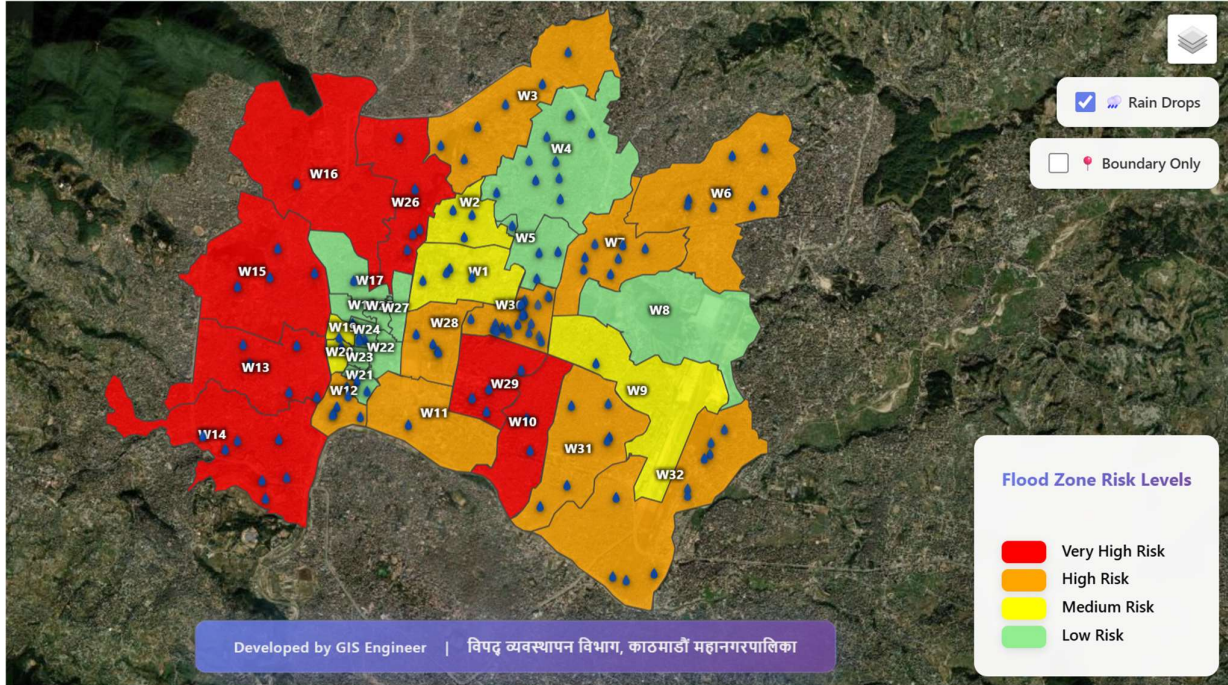 Rain Drops
Boundary Only
W3
W4
W16
W6
W26
W2
W5
W7
W15
W1
W17
W8
W27
W30
W28
W19
W24
W22
W20
W23
W13
W21
W29
W12
W9
W11
W10
W14
W31
W32
Flood Zone Risk Levels
Very High Risk
High Risk
Medium Risk
Low Risk
Developed by GIS Engineer | विपद् व्यवस्थापन विभाग, काठमाडौं महानगरपालिका